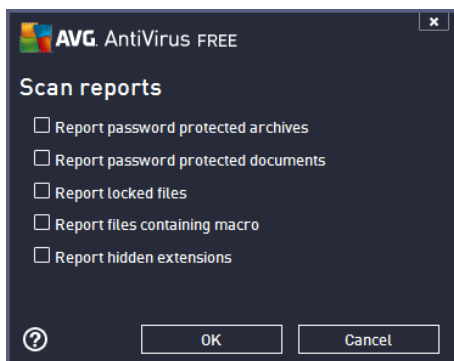 AVG. AntiVirus FREE
x
Scan reports
Report password protected archives
Report password protected documents
Report locked files
Report files containing macro
Report hidden extensions
?
OK
Cancel